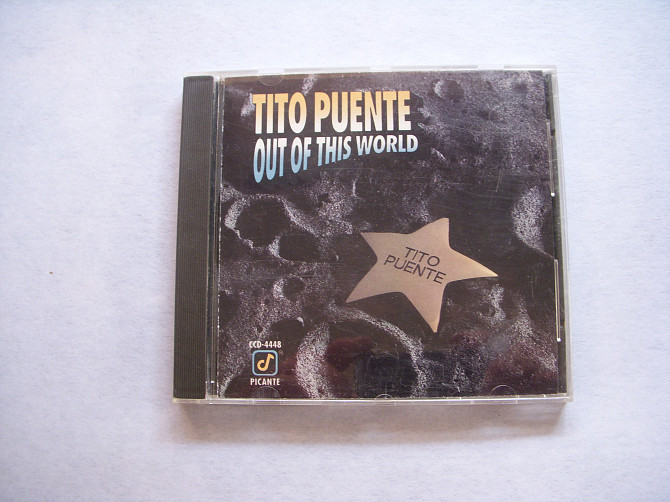 TITO PUENTE
OUT OF THIS WORLD
TITO
PUENTE
CCD-4448
PICANTE